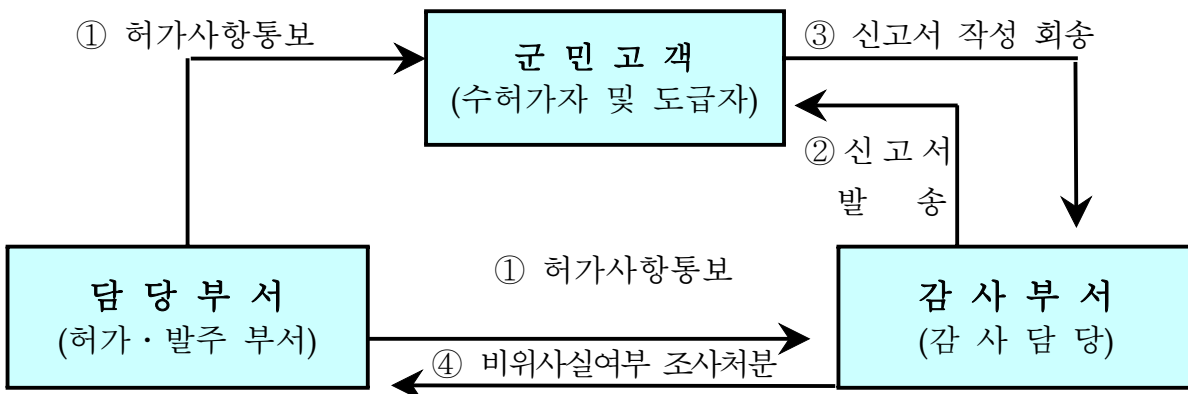 ① 허가사항통보
군 민 고 객
(수허가자 및 도급자)
③ 신고서 작성 회송
② 신 고 서
발 송
담 당 부 서
(허가·발주 부서)
① 허가사항통보
④ 비위사실여부 조사처분
감 사 부 서
(감 사 담 당)